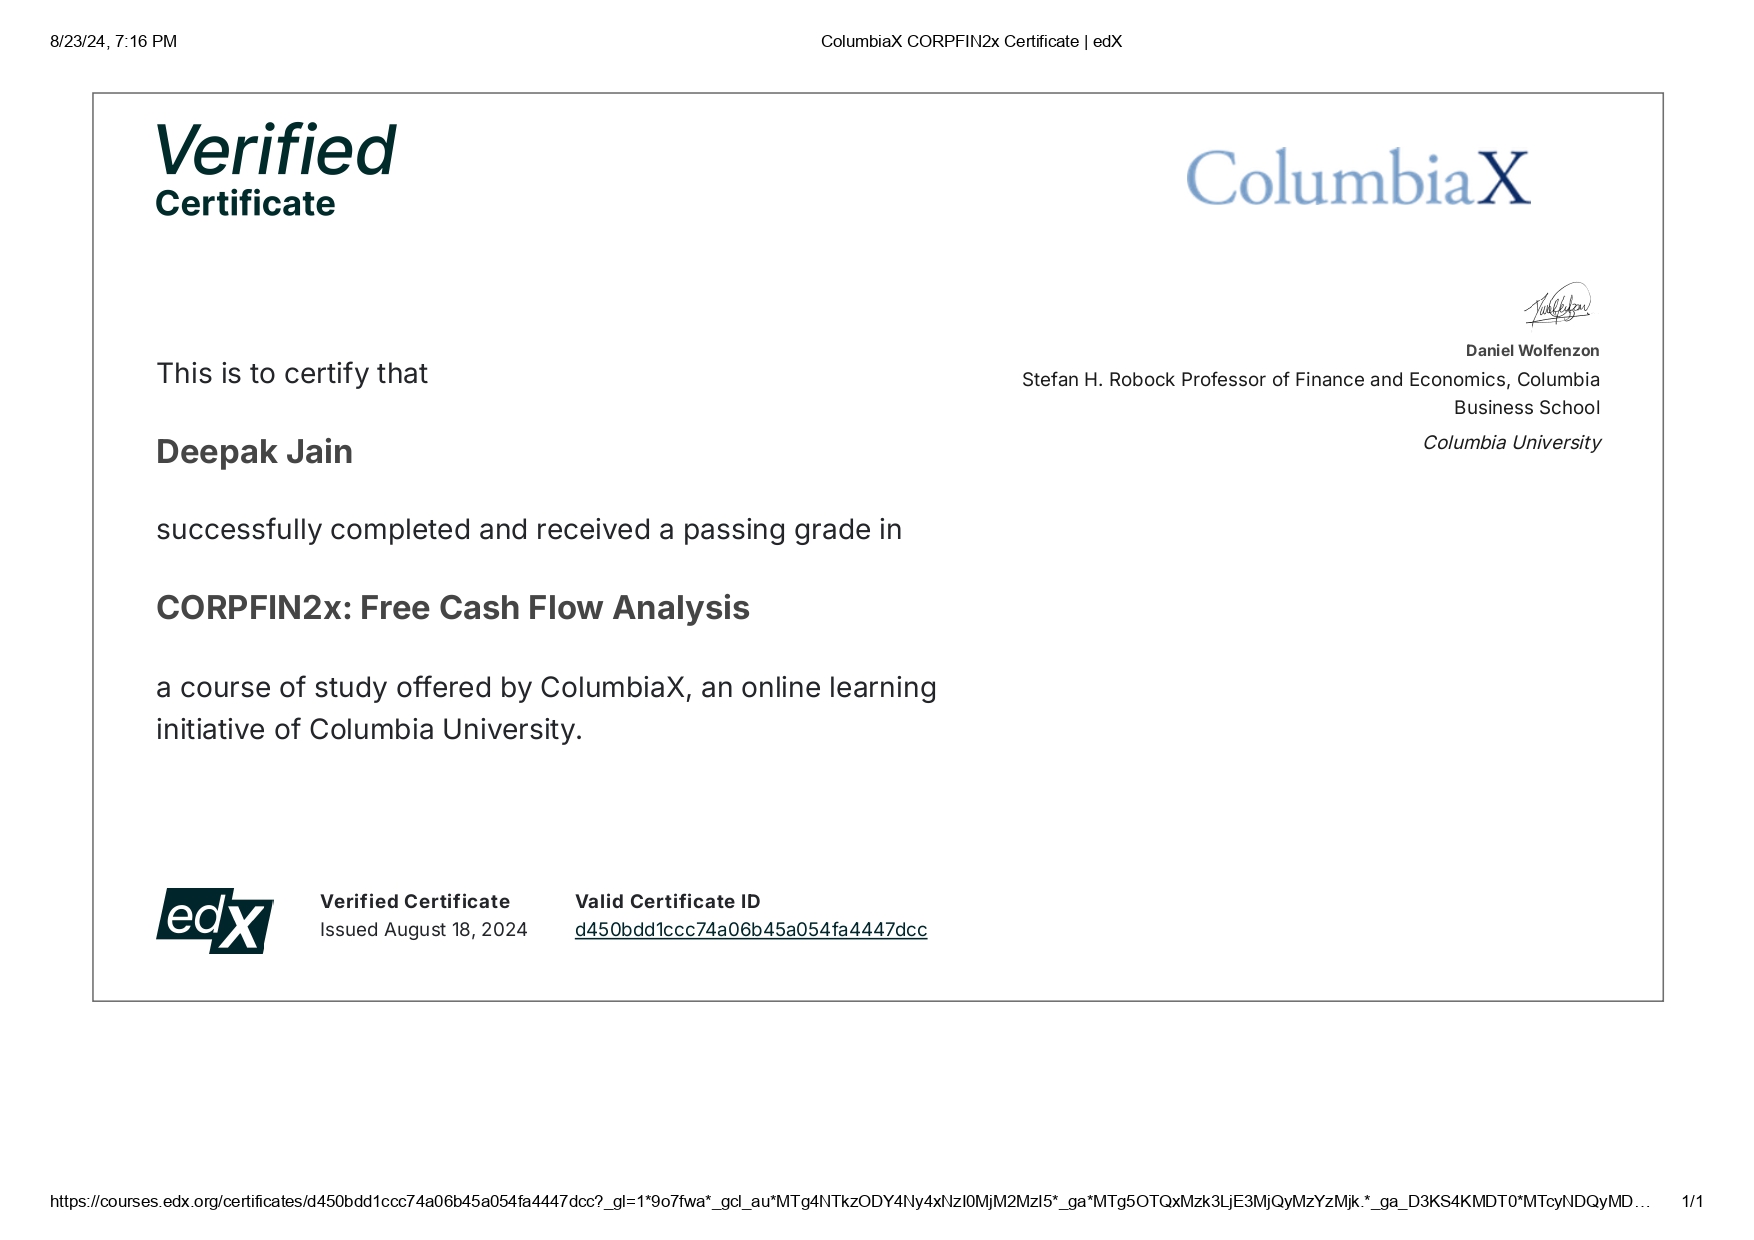 8/23/24, 7:16 PM
ColumbiaX CORPFIN2x Certificate | edX
Verified
Certificate
ColumbiaX
Daniel Wolfenzon
Stefan H. Robock Professor of Finance and Economics, Columbia
Business School
Columbia University
This is to certify that
Deepak Jain
successfully completed and received a passing grade in
CORPFIN2x: Free Cash Flow Analysis
a course of study offered by ColumbiaX, an online learning
initiative of Columbia University.
edX
Verified Certificate
Issued August 18, 2024
Valid Certificate ID
d450bdd1ccc74a06b45a054fa4447dcc
https://courses.edx.org/certificates/d450bdd1ccc74a06b45a054fa4447dcc?_gl=1*9o7fwa*_gcl_au*MTg4NTkzODY4Ny4xNzI0MjM2MzI5*_ga*MTg5OTQxMzk3LjE3MjQyMzYzMjk.*_ga_D3KS4KMDT0*MTcyNDQyMD…
1/1